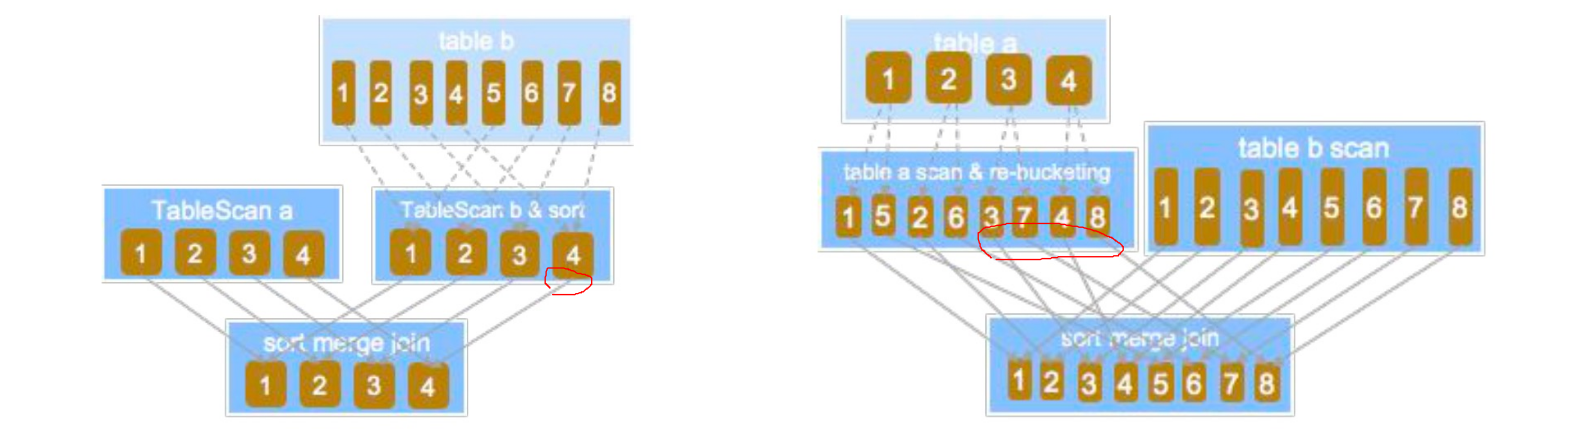 table b
1 2 3 4 5 6 7 8
TableScan a
1 2 3 4
TableScan b & sort
1 2 3 4
sort merge join
1 2 3 4
table a
1 2 3 4
table a scan & re-bucketing
1 5 2 6 3 7 4 8
table b scan
1 2 3 4 5 6 7 8
sort merge join
1 2 3 4 5 6 7 8